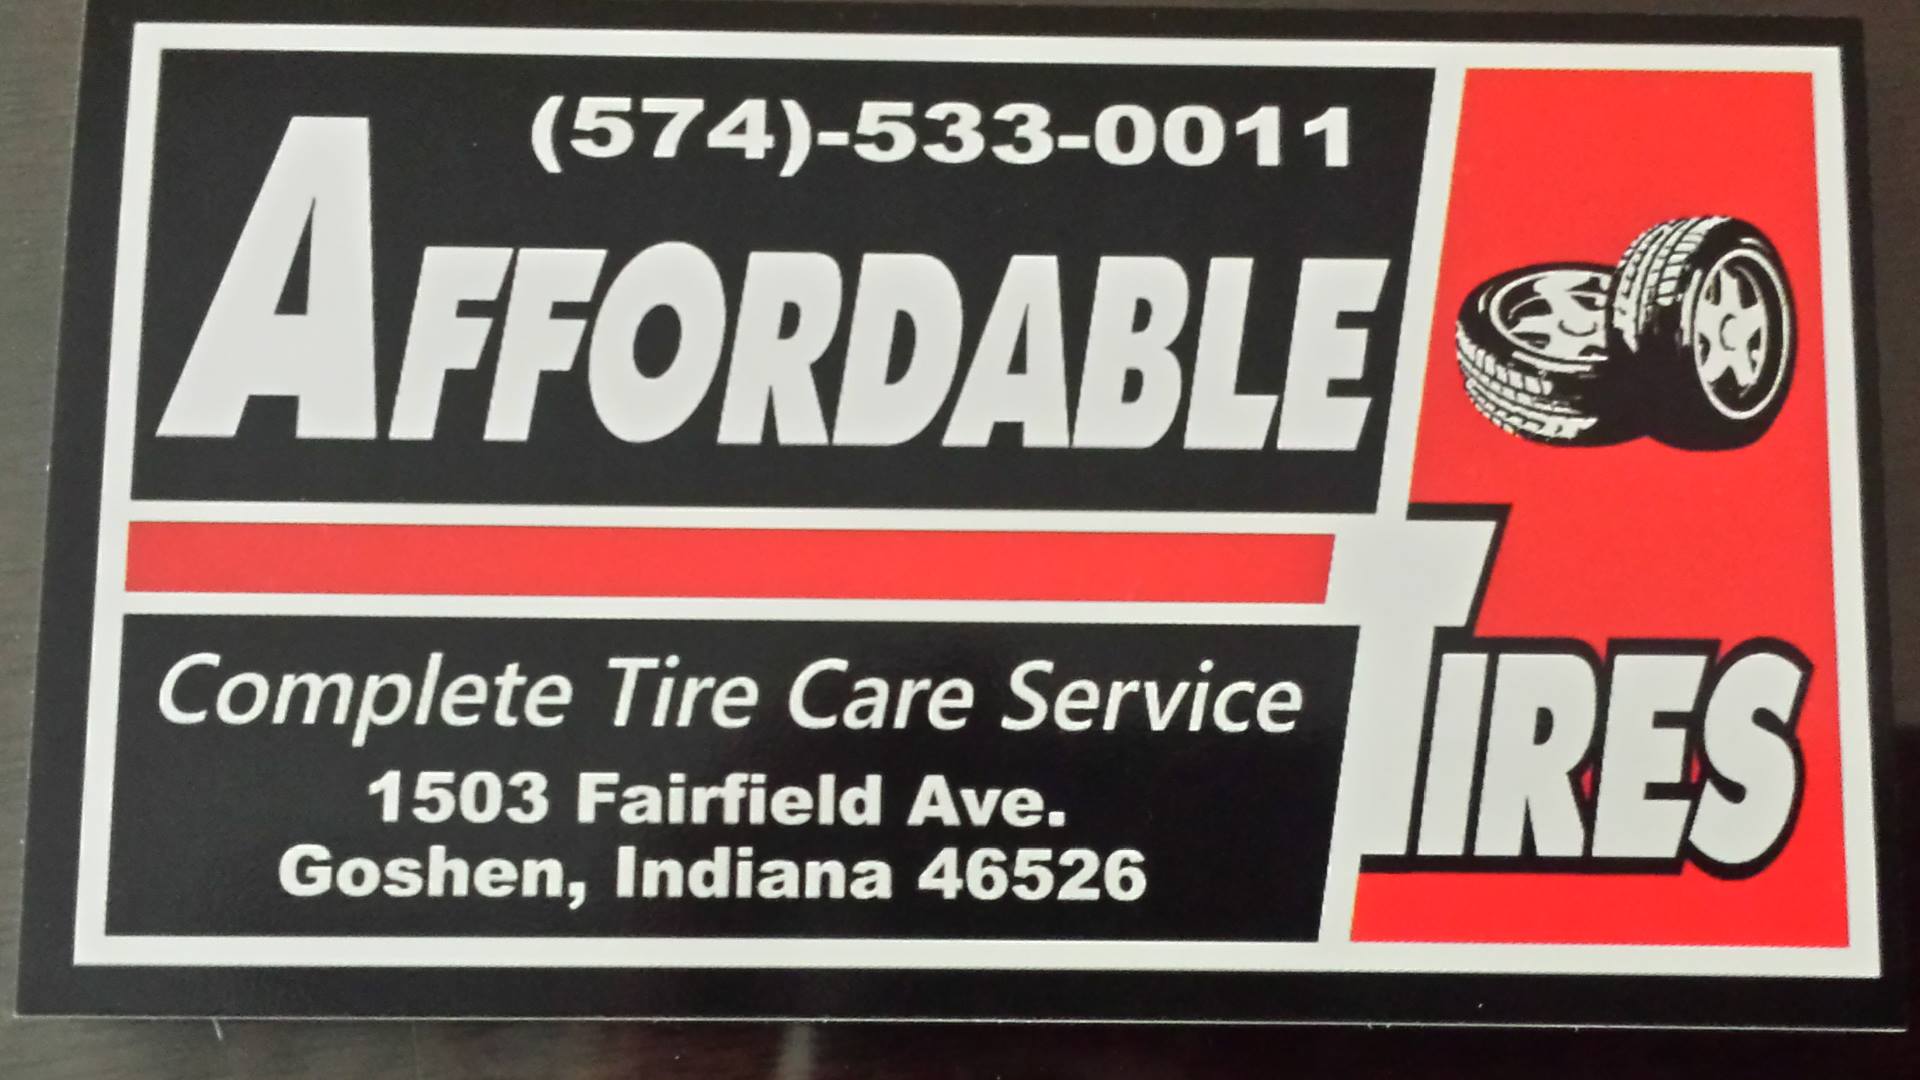 (574)-533-0011
AFFORDABLE
TIRES
Complete Tire Care Service
1503 Fairfield Ave.
Goshen, Indiana 46526